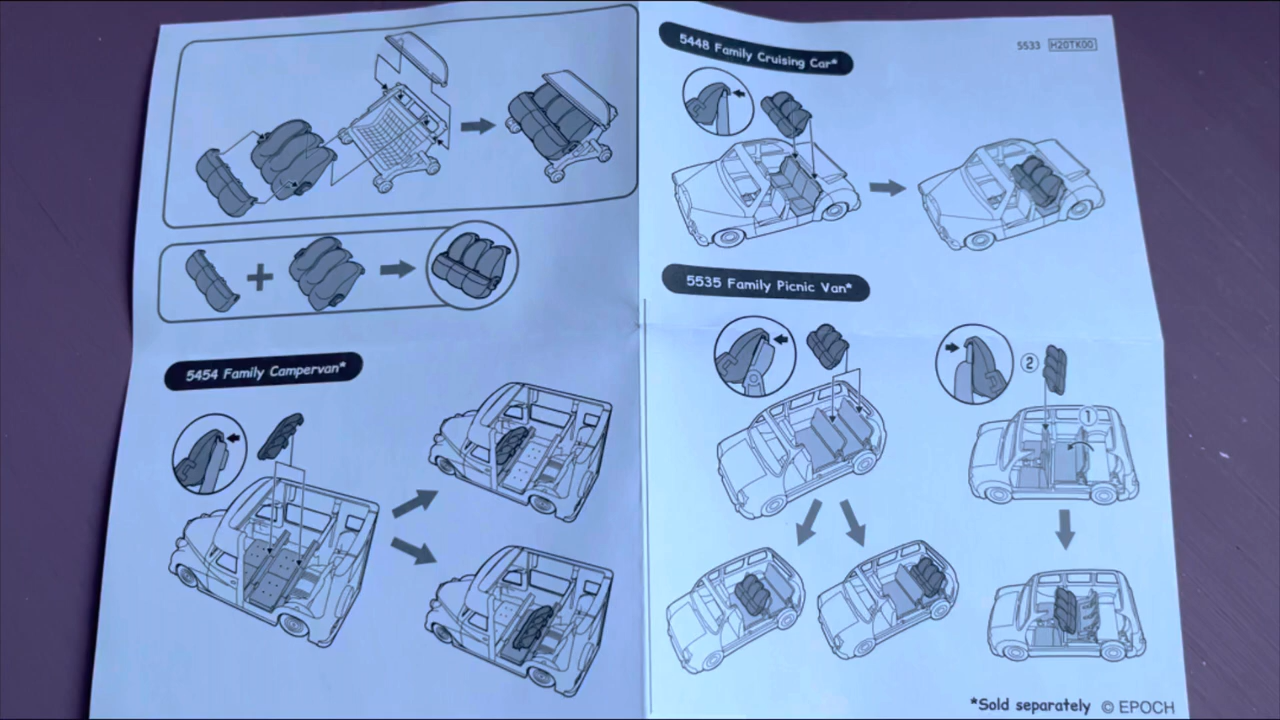 5454 Family Campervan*
5448 Family Cruising Car*
5533 H20TK00
5535 Family Picnic Van*
②
①
*Sold separately © EPOCH